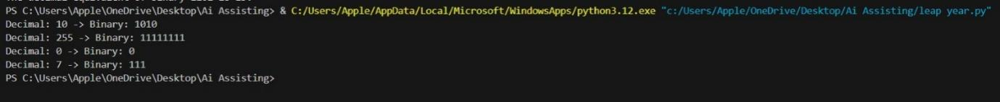 PS C:\Users\Apple\OneDrive\Desktop\Ai Assisting> & C:/Users/Apple/AppData/Local/Microsoft/WindowsApps/python3.12.exe "c:/Users/Apple/OneDrive/Desktop/Ai Assisting/leap year.py"
Decimal: 10 -> Binary: 1010
Decimal: 255 -> Binary: 11111111
Decimal: 0 -> Binary: 0
Decimal: 7 -> Binary: 111
PS C:\Users\Apple\OneDrive\Desktop\Ai Assisting>